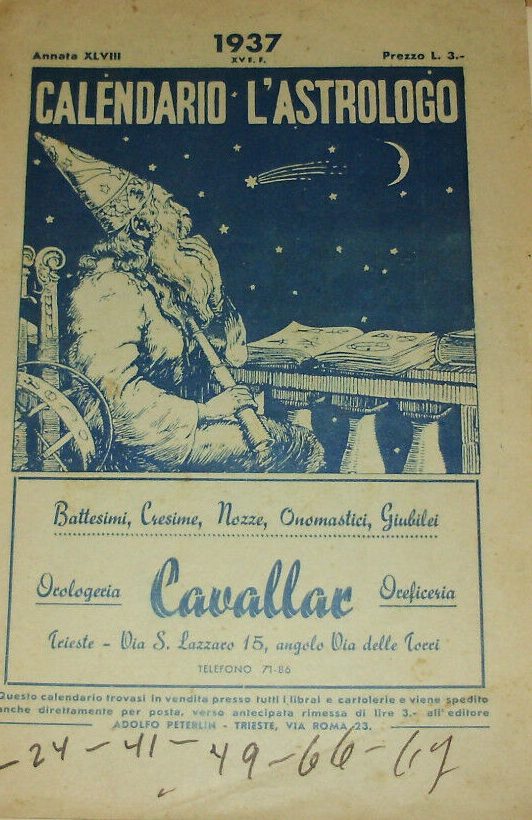 1937
Annata XLVIII XV E. F. Prezzo L. 3.-
CALENDARIO L'ASTROLOGO
Battesimi, Cresime, Nozze, Onomastici, Giubilei
Orologeria Cavallar Oreficeria
Trieste - Via S. Lazzaro 15, angolo Via delle Torri
TELEFONO 71-86
Questo calendario trovasi in vendita presso tutti i librai e cartolerie e viene spedito
anche direttamente per posta, verso antecipata rimessa di lire 3.- all'editore
ADOLFO PETERLIN - TRIESTE, VIA ROMA 23.
- 24 - 41 - 49 - 66 - 67